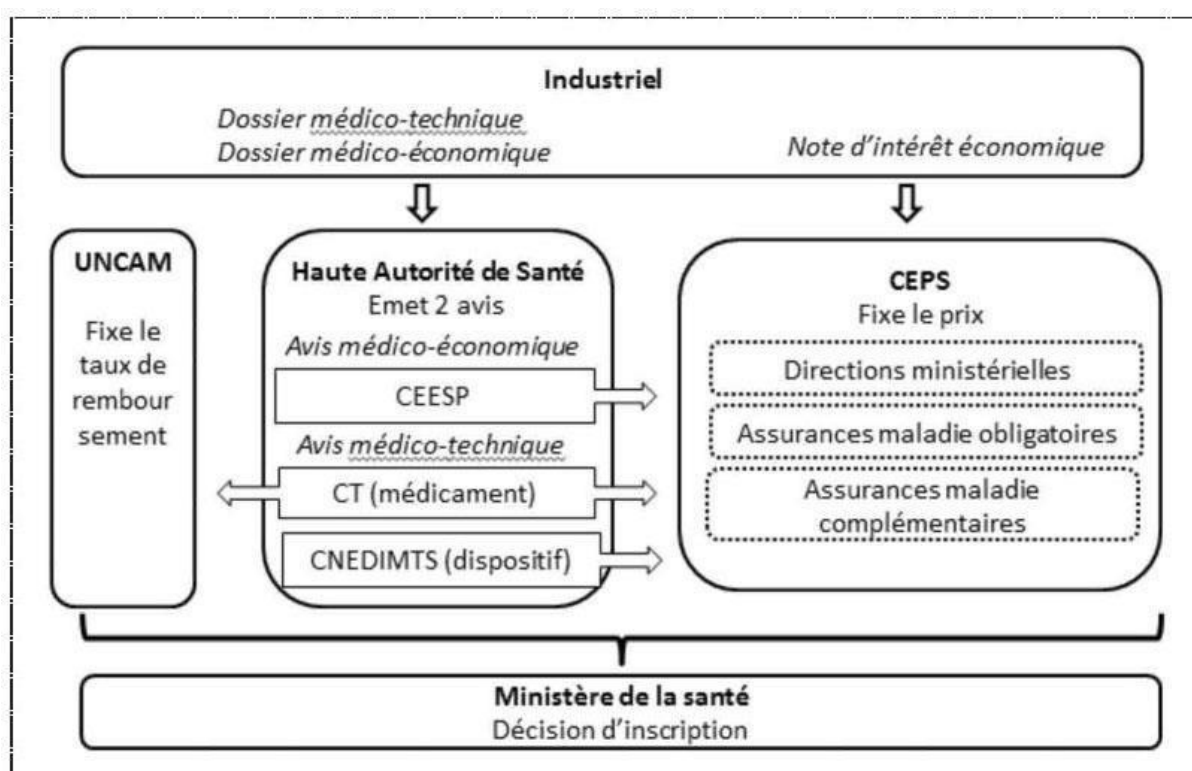 Industriel
Dossier médico-technique
Dossier médico-économique
Note d'intérêt économique
UNCAM
Fixe le
taux de
rembour
sement
Haute Autorité de Santé
Emet 2 avis
Avis médico-économique
CEESP
Avis médico-technique
CT (médicament)
CNEDIMTS (dispositif)
CEPS
Fixe le prix
Directions ministérielles
Assurances maladie obligatoires
Assurances maladie
complémentaires
Ministère de la santé
Décision d'inscription